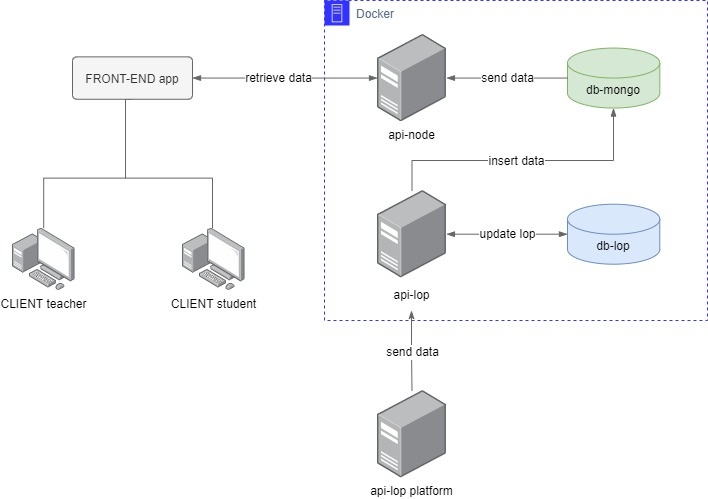 Docker
FRONT-END app
retrieve data
send data
db-mongo
api-node
insert data
update lop
db-lop
api-lop
CLIENT teacher
CLIENT student
send data
api-lop platform